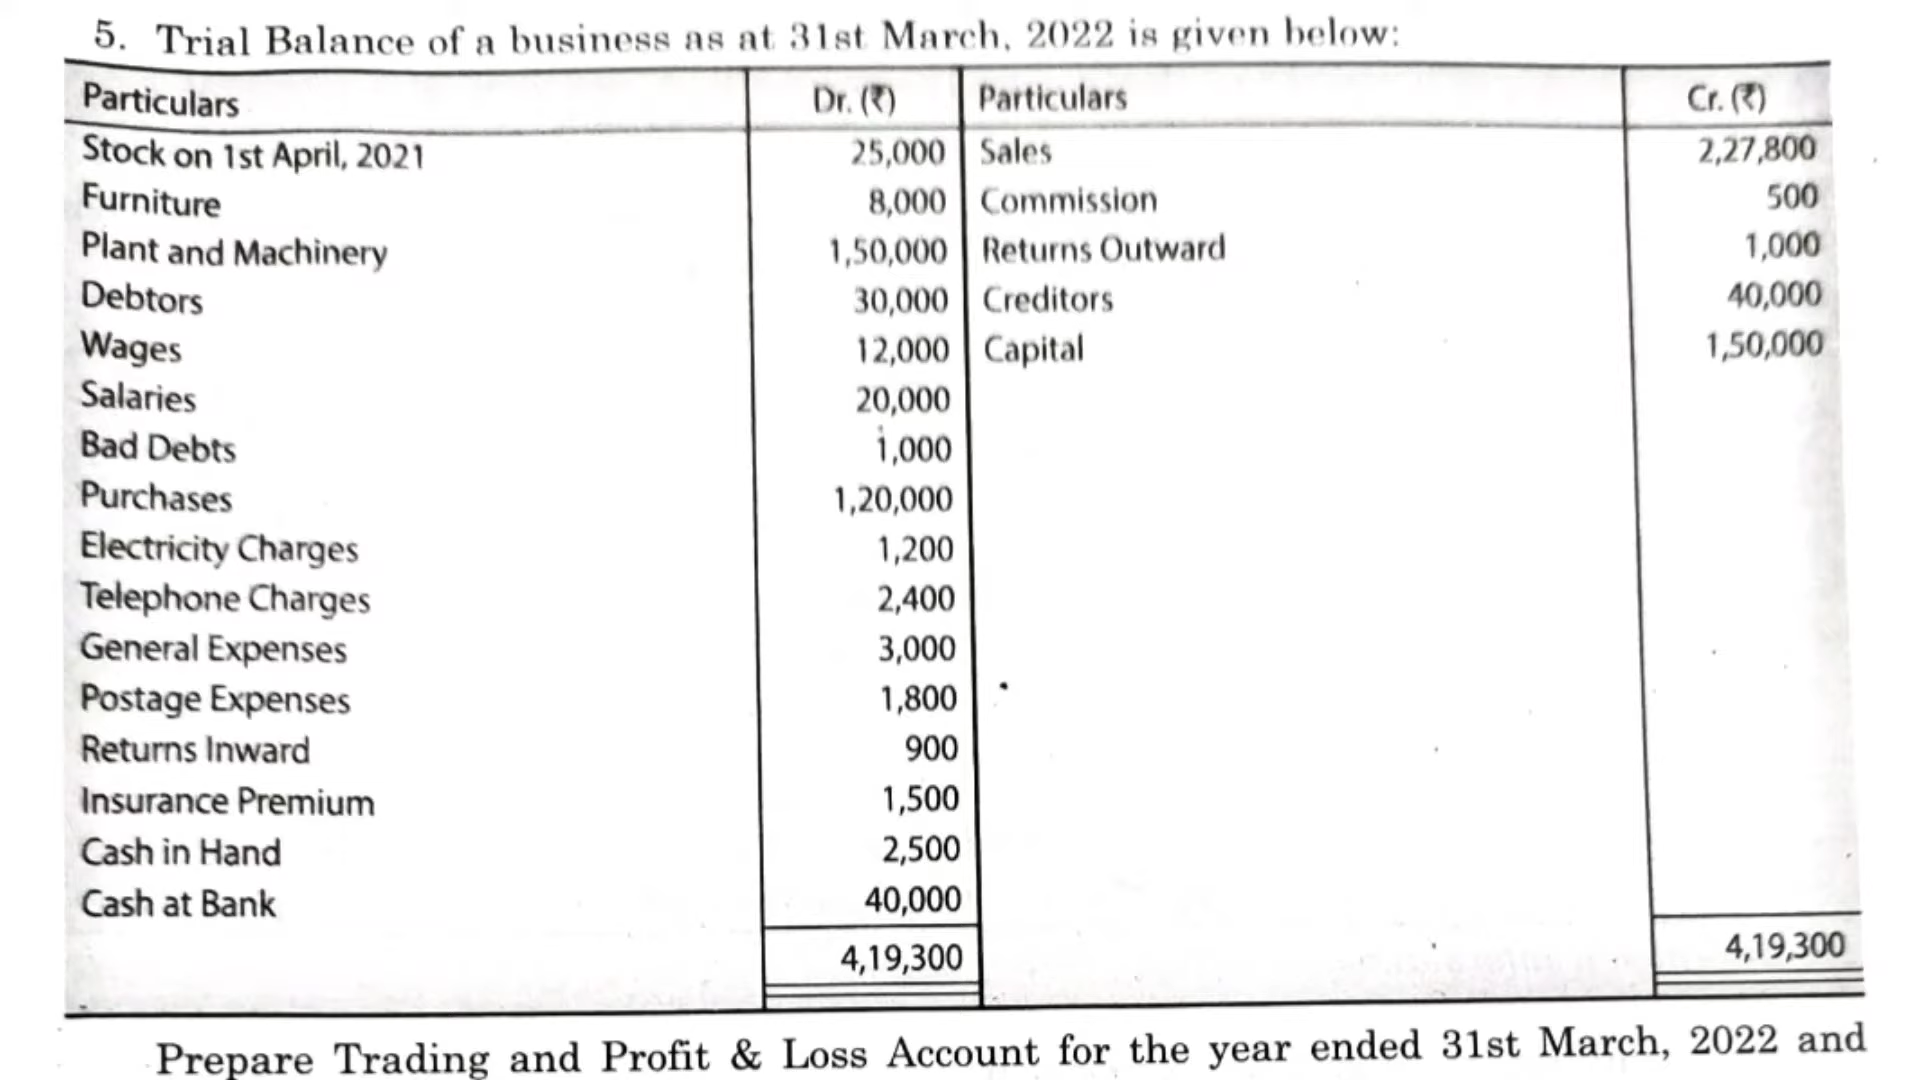 5. Trial Balance of a business as at 31st March, 2022 is given below:
Particulars Dr. (₹) Particulars Cr. (₹)
Stock on 1st April, 2021 25,000 Sales 2,27,800
Furniture 8,000 Commission 500
Plant and Machinery 1,50,000 Returns Outward 1,000
Debtors 30,000 Creditors 40,000
Wages 12,000 Capital 1,50,000
Salaries 20,000
Bad Debts 1,000
Purchases 1,20,000
Electricity Charges 1,200
Telephone Charges 2,400
General Expenses 3,000
Postage Expenses 1,800
Returns Inward 900
Insurance Premium 1,500
Cash in Hand 2,500
Cash at Bank 40,000
4,19,300 4,19,300
Prepare Trading and Profit & Loss Account for the year ended 31st March, 2022 and